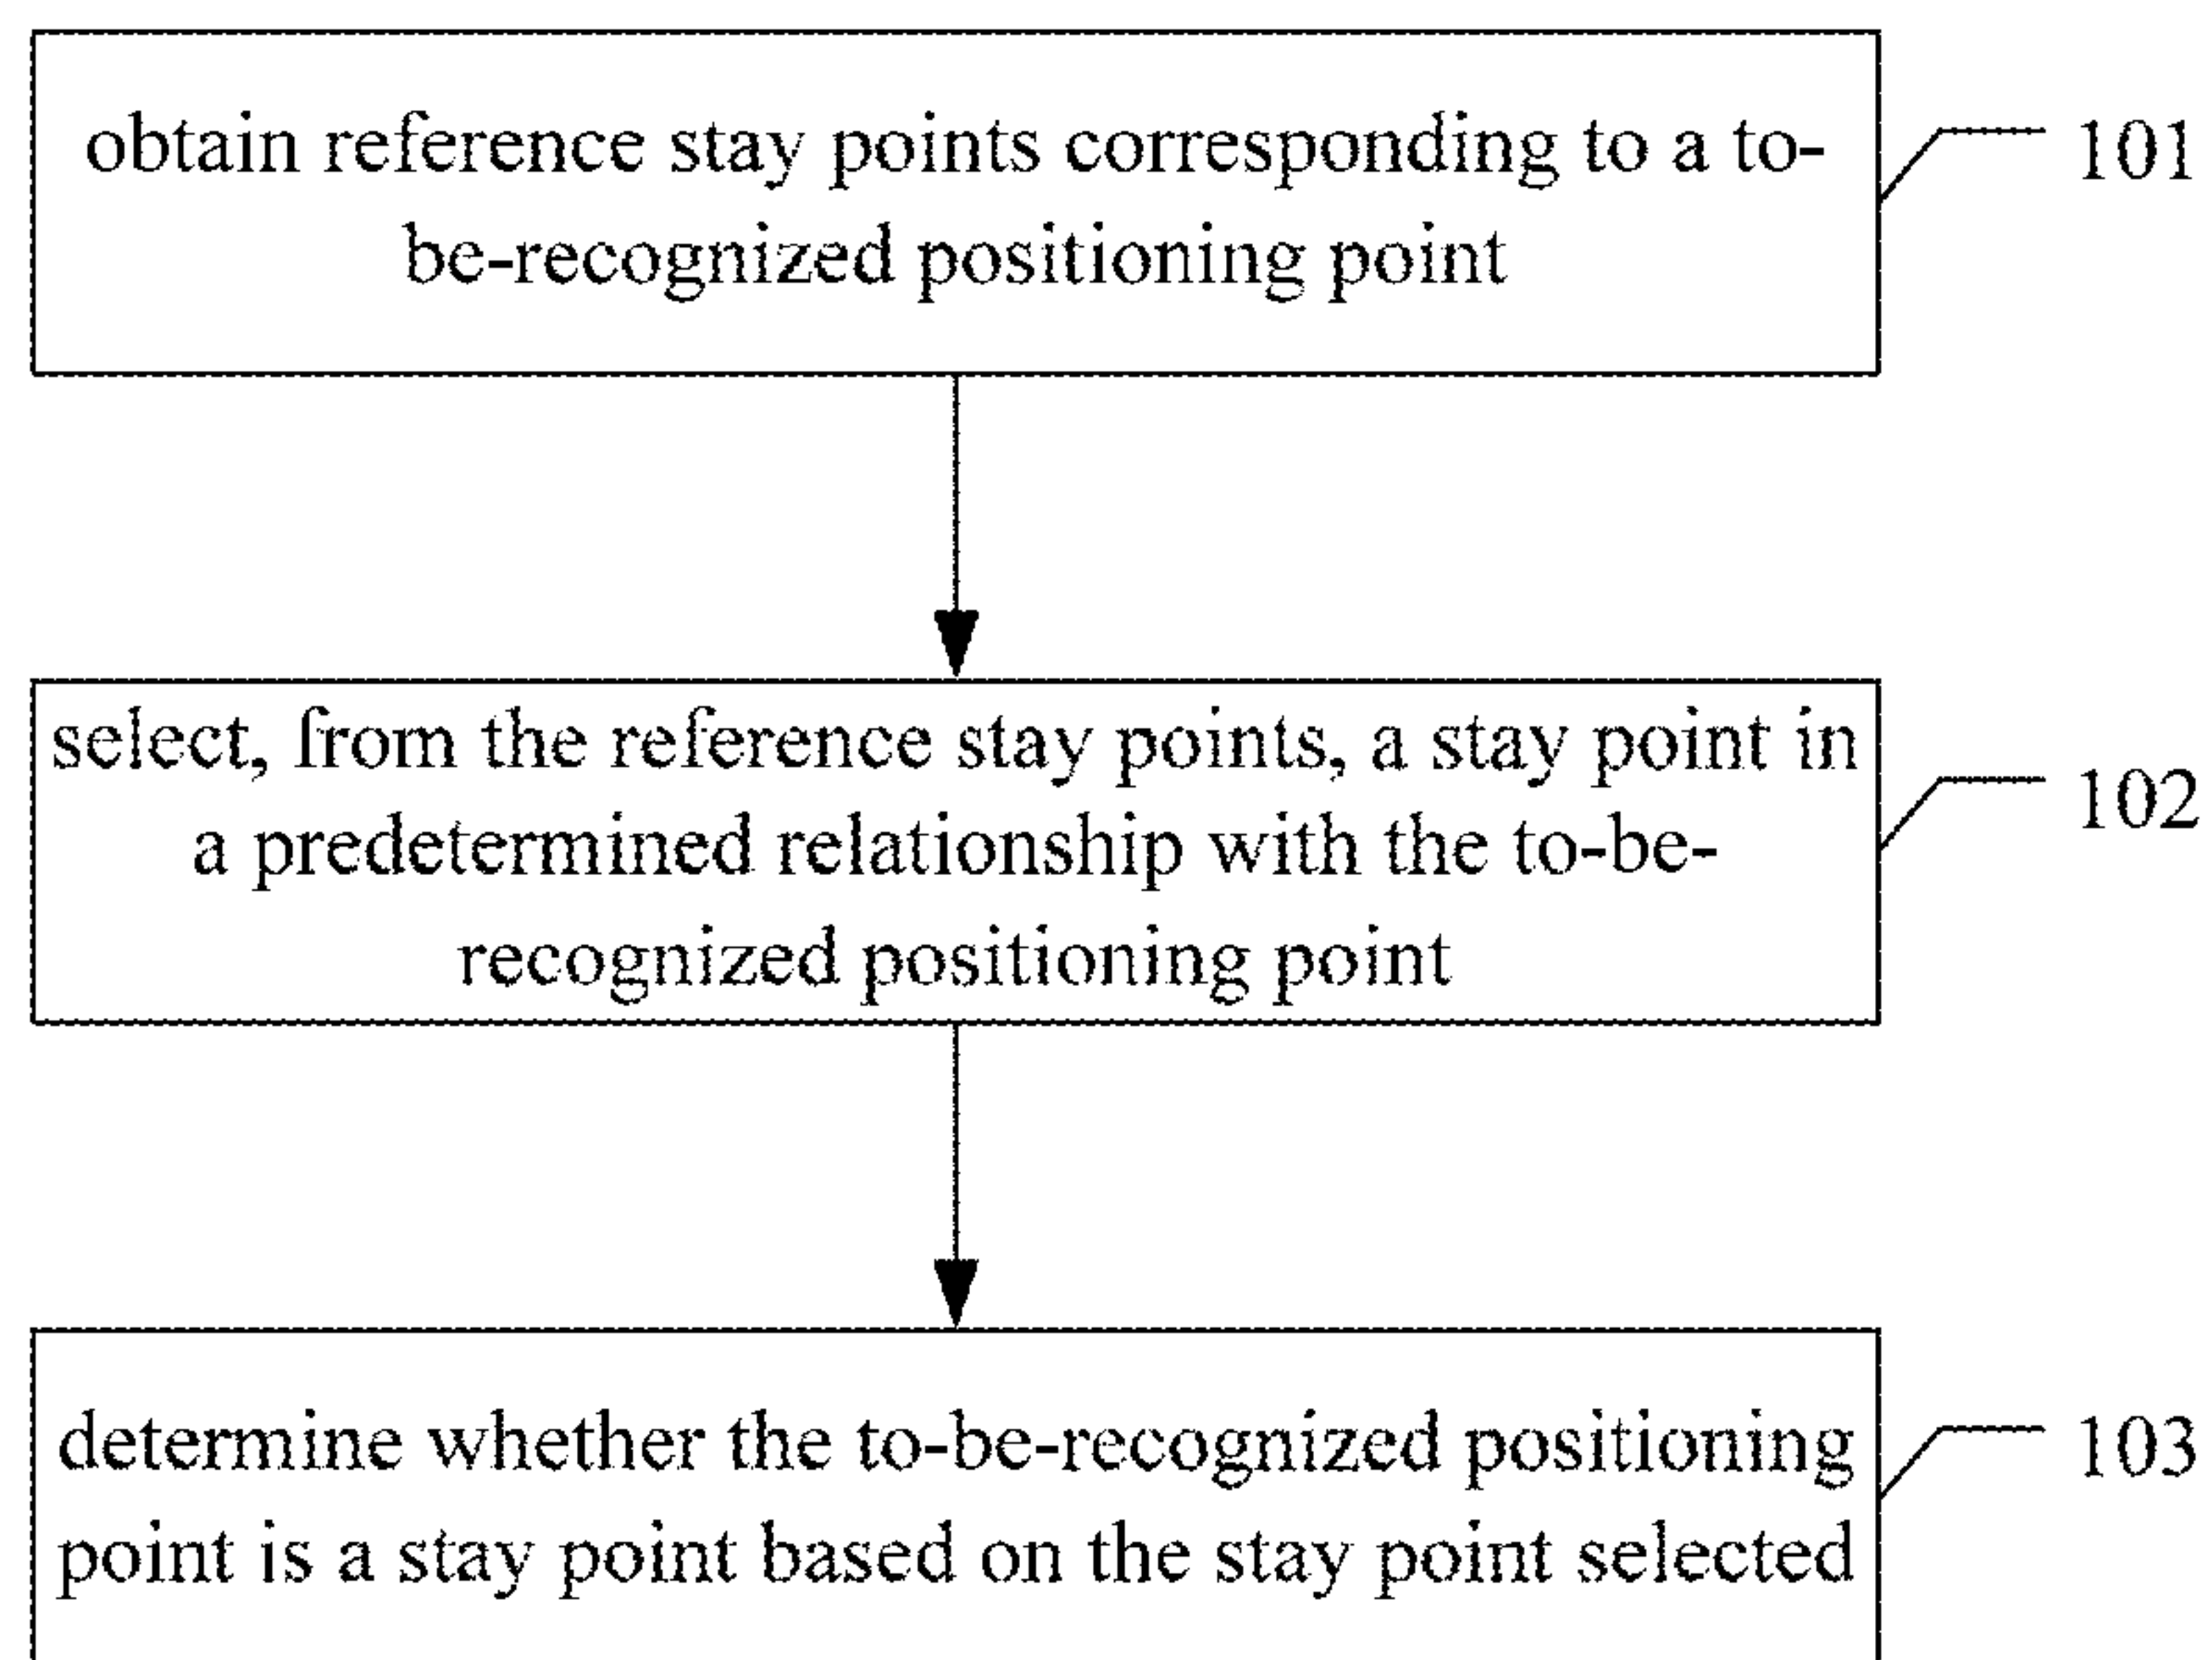 obtain reference stay points corresponding to a to-
be-recognized positioning point
101
select, from the reference stay points, a stay point in
a predetermined relationship with the to-be-
recognized positioning point
102
determine whether the to-be-recognized positioning
point is a stay point based on the stay point selected
103